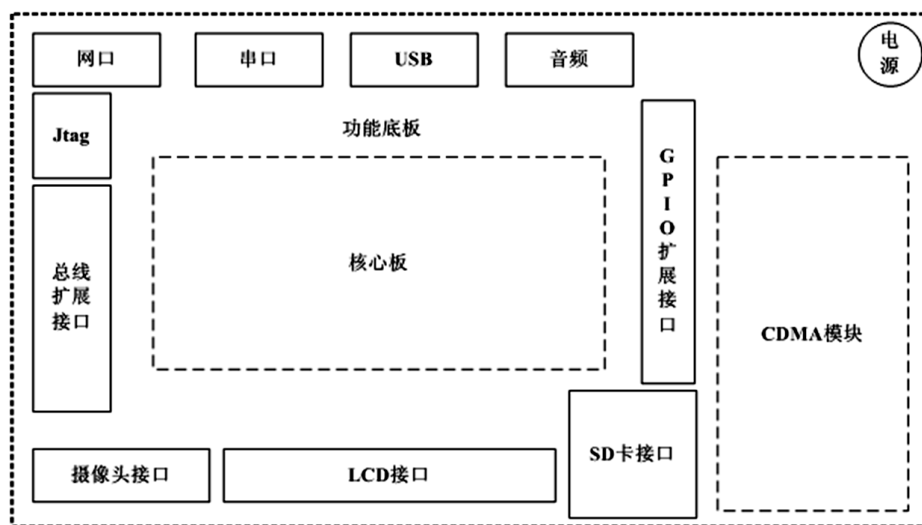 网口
串口
USB
音频
电
源
Jtag
功能底板
G
P
I
O
扩
展
接
口
总线
扩展
接口
核心板
CDMA模块
SD卡接口
摄像头接口
LCD接口